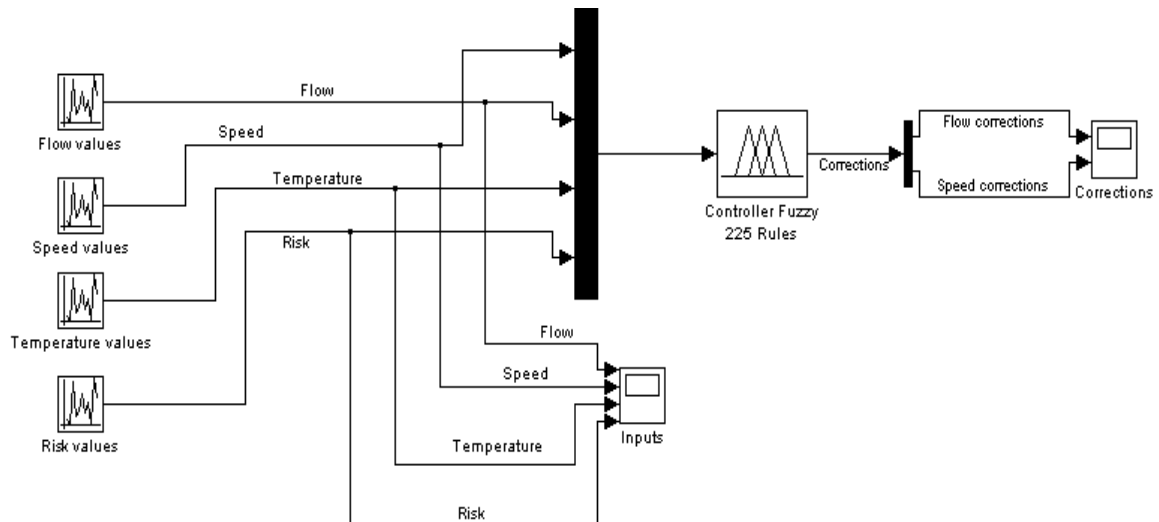 Flow
Flow values
Speed
Speed values
Temperature
Temperature values
Risk
Risk values
Flow
Speed
Temperature
Risk
Inputs
Controller Fuzzy
225 Rules
Corrections
Flow corrections
Speed corrections
Corrections